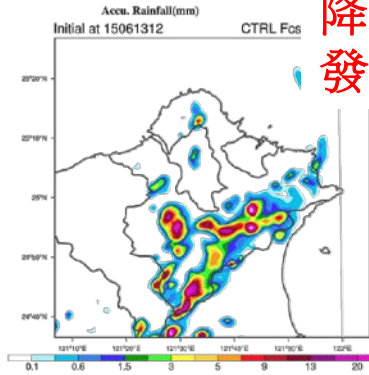 Accu. Rainfall(mm)
Initial at 15061312 CTRL Fcs
降
發
25°20'
25°10'
25°N
24°50'
24°40'
121°10' 121°20' 121°30' 121°40' 121°50' 122°E
0.1 0.6 1.5 3 5 9 13 20